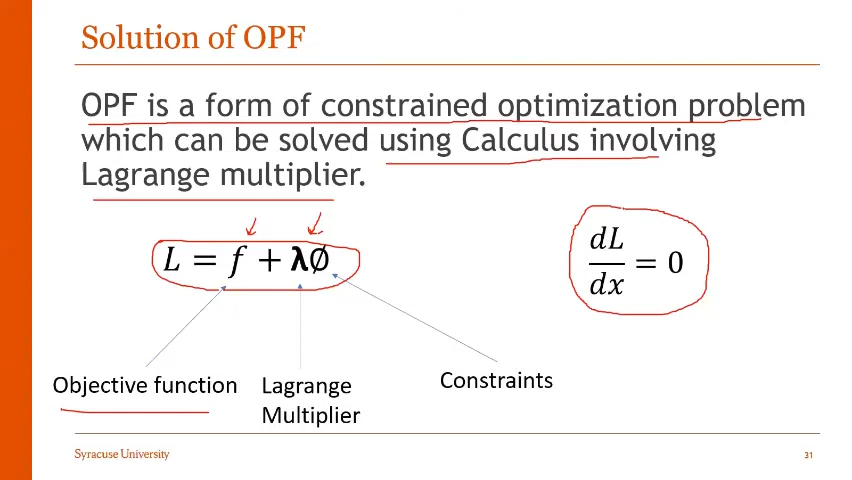 Solution of OPF
OPF is a form of constrained optimization problem
which can be solved using Calculus involving
Lagrange multiplier.
L = f + λ∅
dL/dx = 0
Objective function
Lagrange
Multiplier
Constraints
Syracuse University
31